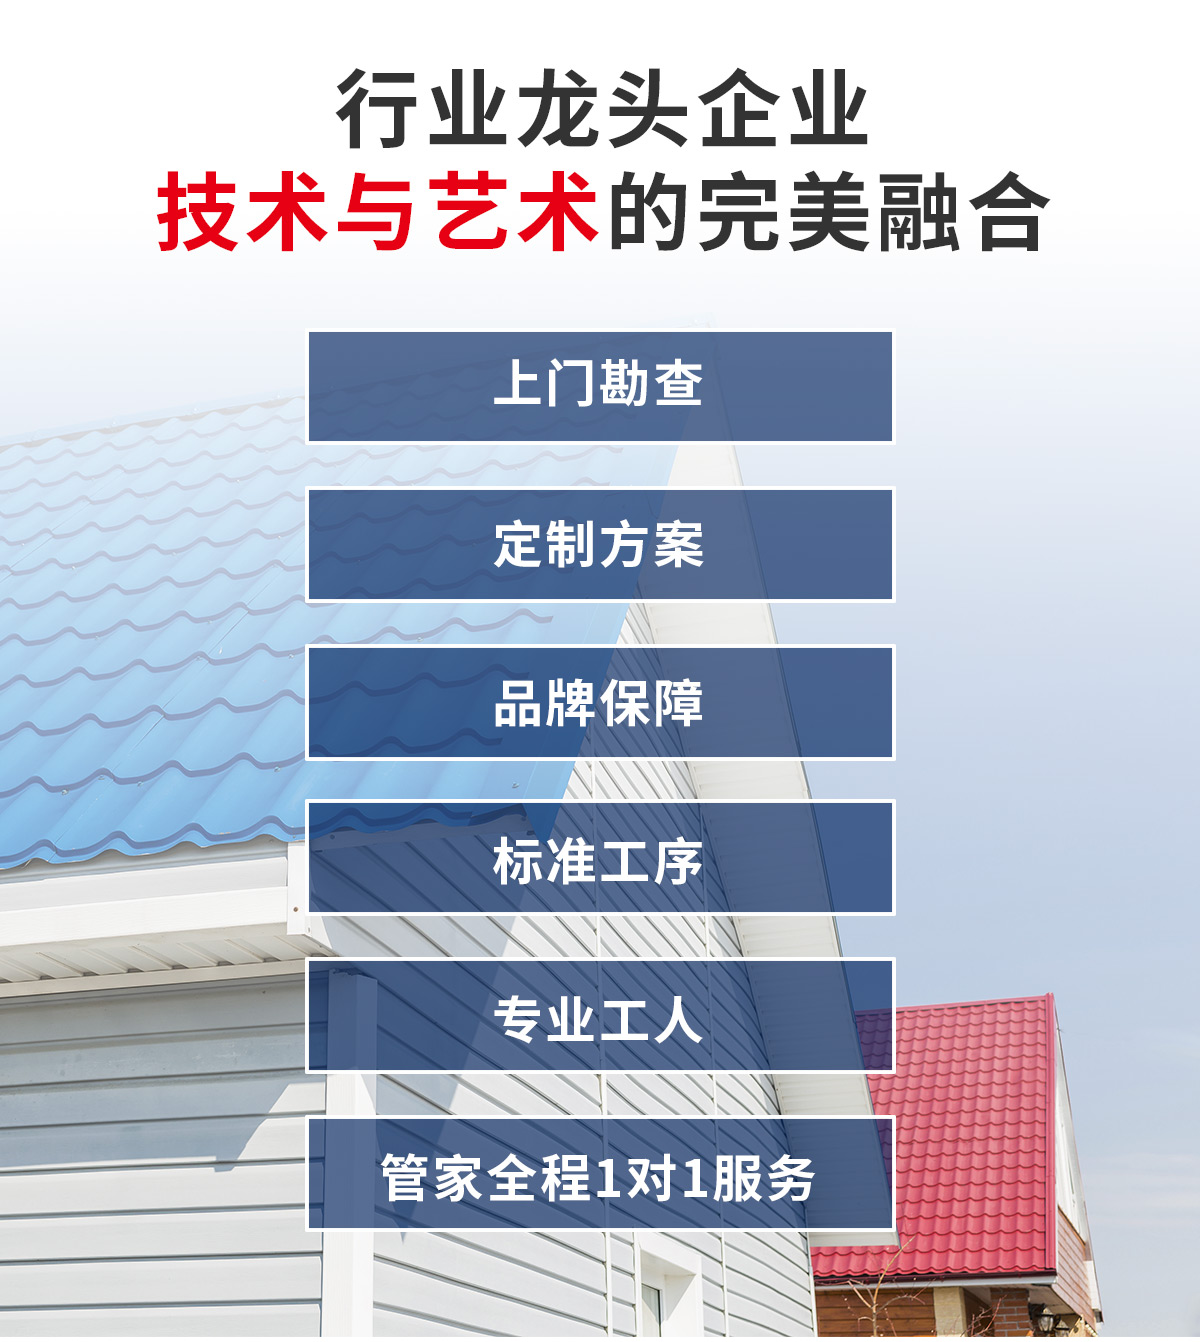 行业龙头企业
技术与艺术的完美融合
上门勘查
定制方案
品牌保障
标准工序
专业工人
管家全程1对1服务